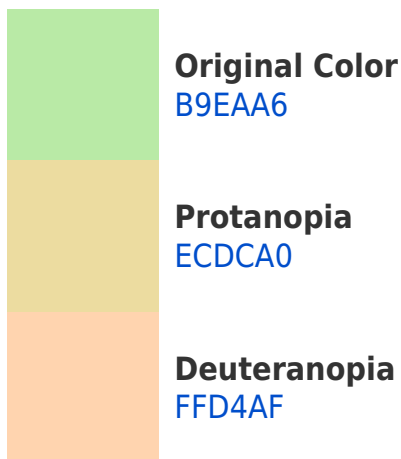 Original Color
B9EAA6
Protanopia
ECDCA0
Deuteranopia
FFD4AF